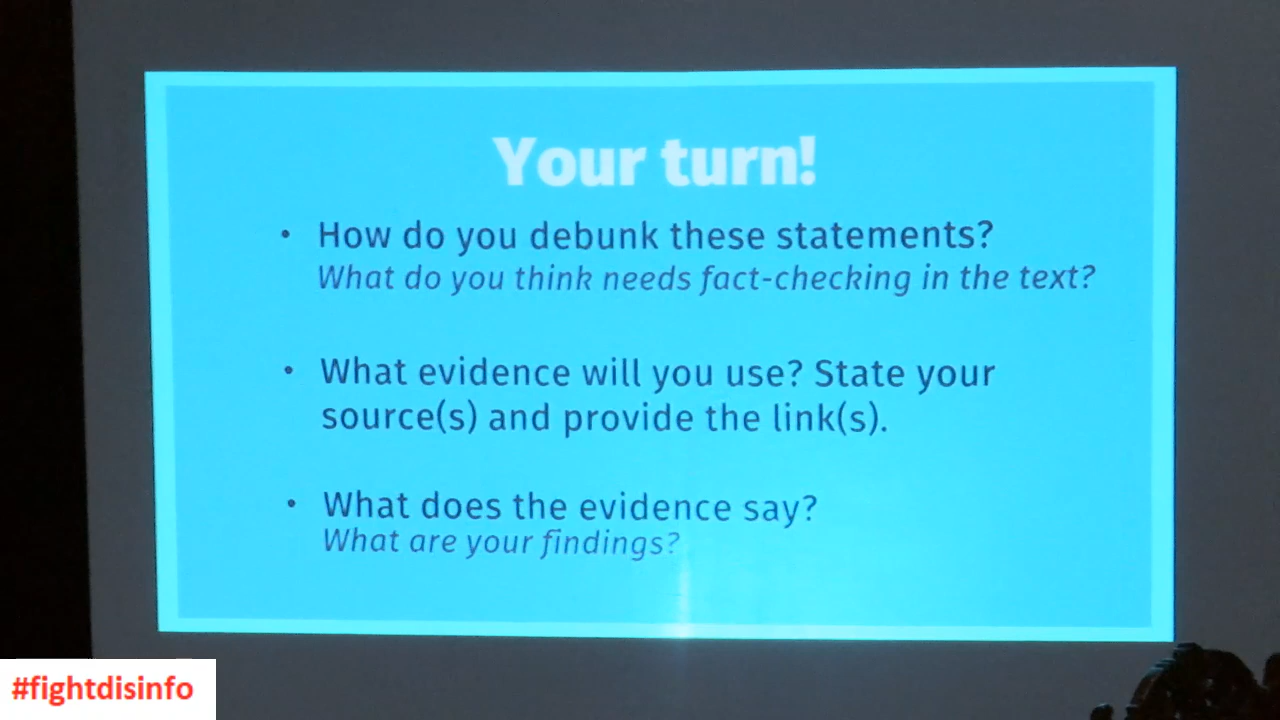 Your turn!
• How do you debunk these statements?
What do you think needs fact-checking in the text?
• What evidence will you use? State your
source(s) and provide the link(s).
• What does the evidence say?
What are your findings?
#fightdisinfo